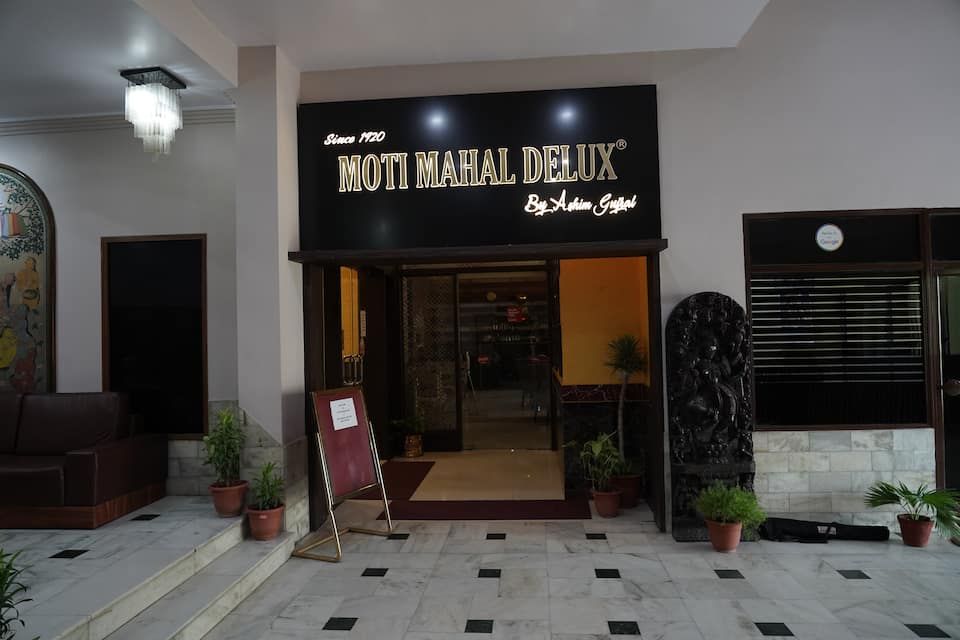 Since 1920
MOTI MAHAL DELUX®
By Ashim Gujral
Google